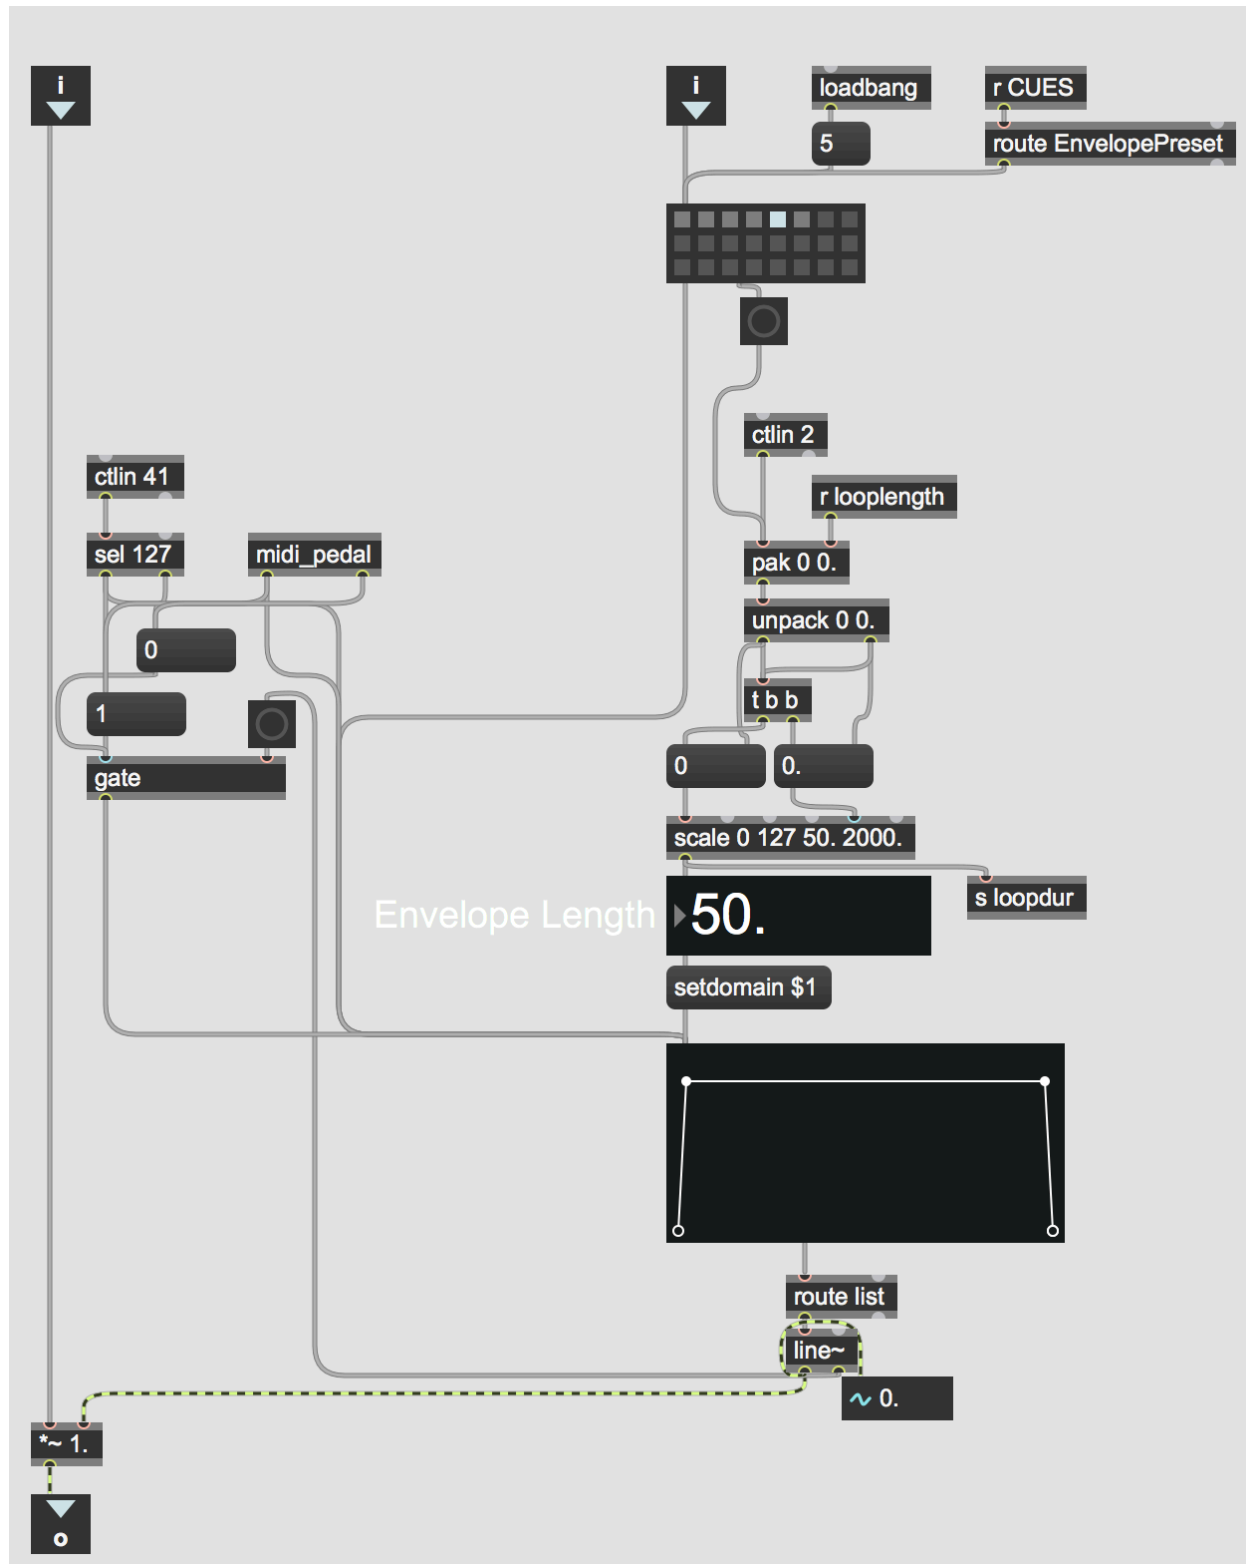 i
i
loadbang
r CUES
5
route EnvelopePreset
ctlin 2
ctlin 41
r looplength
sel 127
midi_pedal
pak 0 0.
unpack 0 0.
0
t b b
1
0
0.
gate
scale 0 127 50. 2000.
s loopdur
Envelope Length
50.
setdomain $1
route list
line~
0.
*~ 1.
o